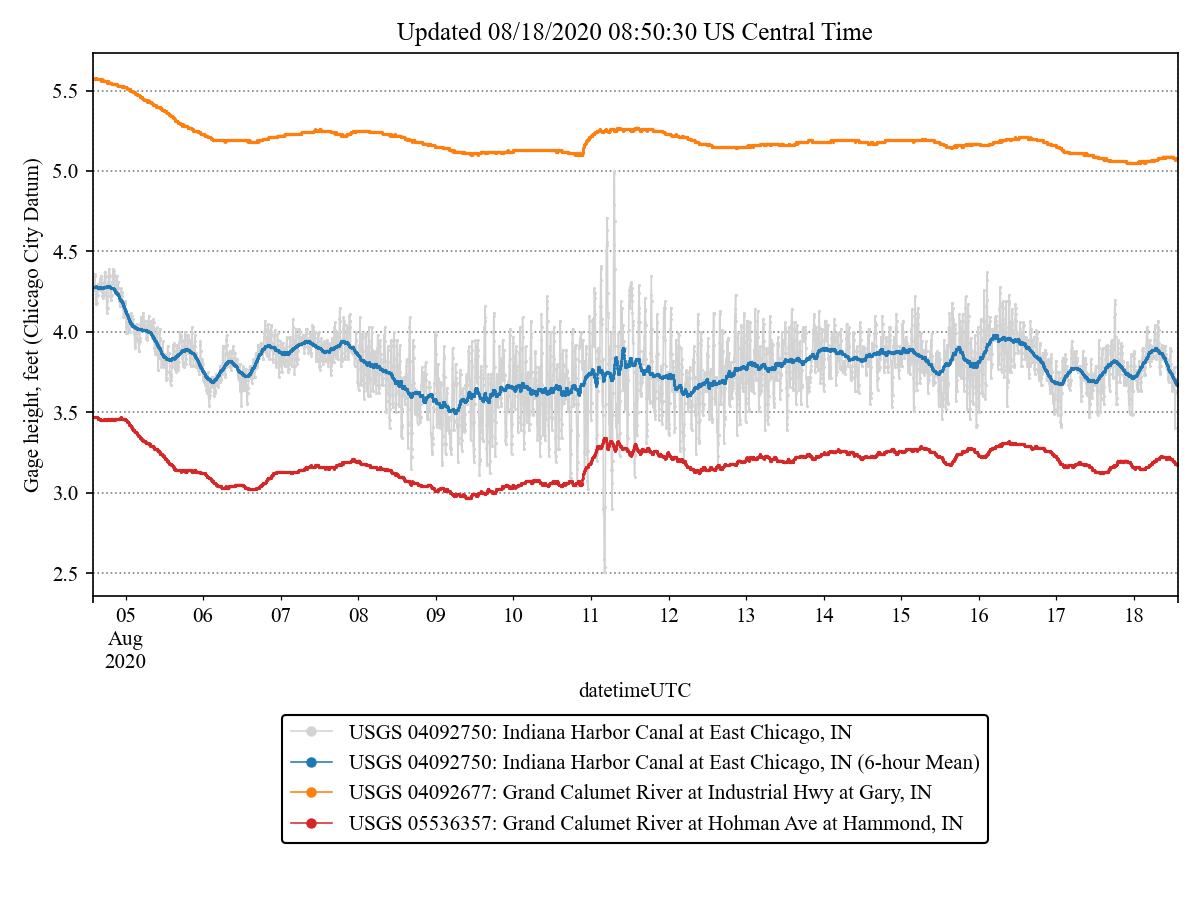 Updated 08/18/2020 08:50:30 US Central Time
Gage height, feet (Chicago City Datum)
5.5
5.0
4.5
4.0
3.5
3.0
2.5
05 06 07 08 09 10 11 12 13 14 15 16 17 18
Aug
2020
datetimeUTC
USGS 04092750: Indiana Harbor Canal at East Chicago, IN
USGS 04092750: Indiana Harbor Canal at East Chicago, IN (6-hour Mean)
USGS 04092677: Grand Calumet River at Industrial Hwy at Gary, IN
USGS 05536357: Grand Calumet River at Hohman Ave at Hammond, IN